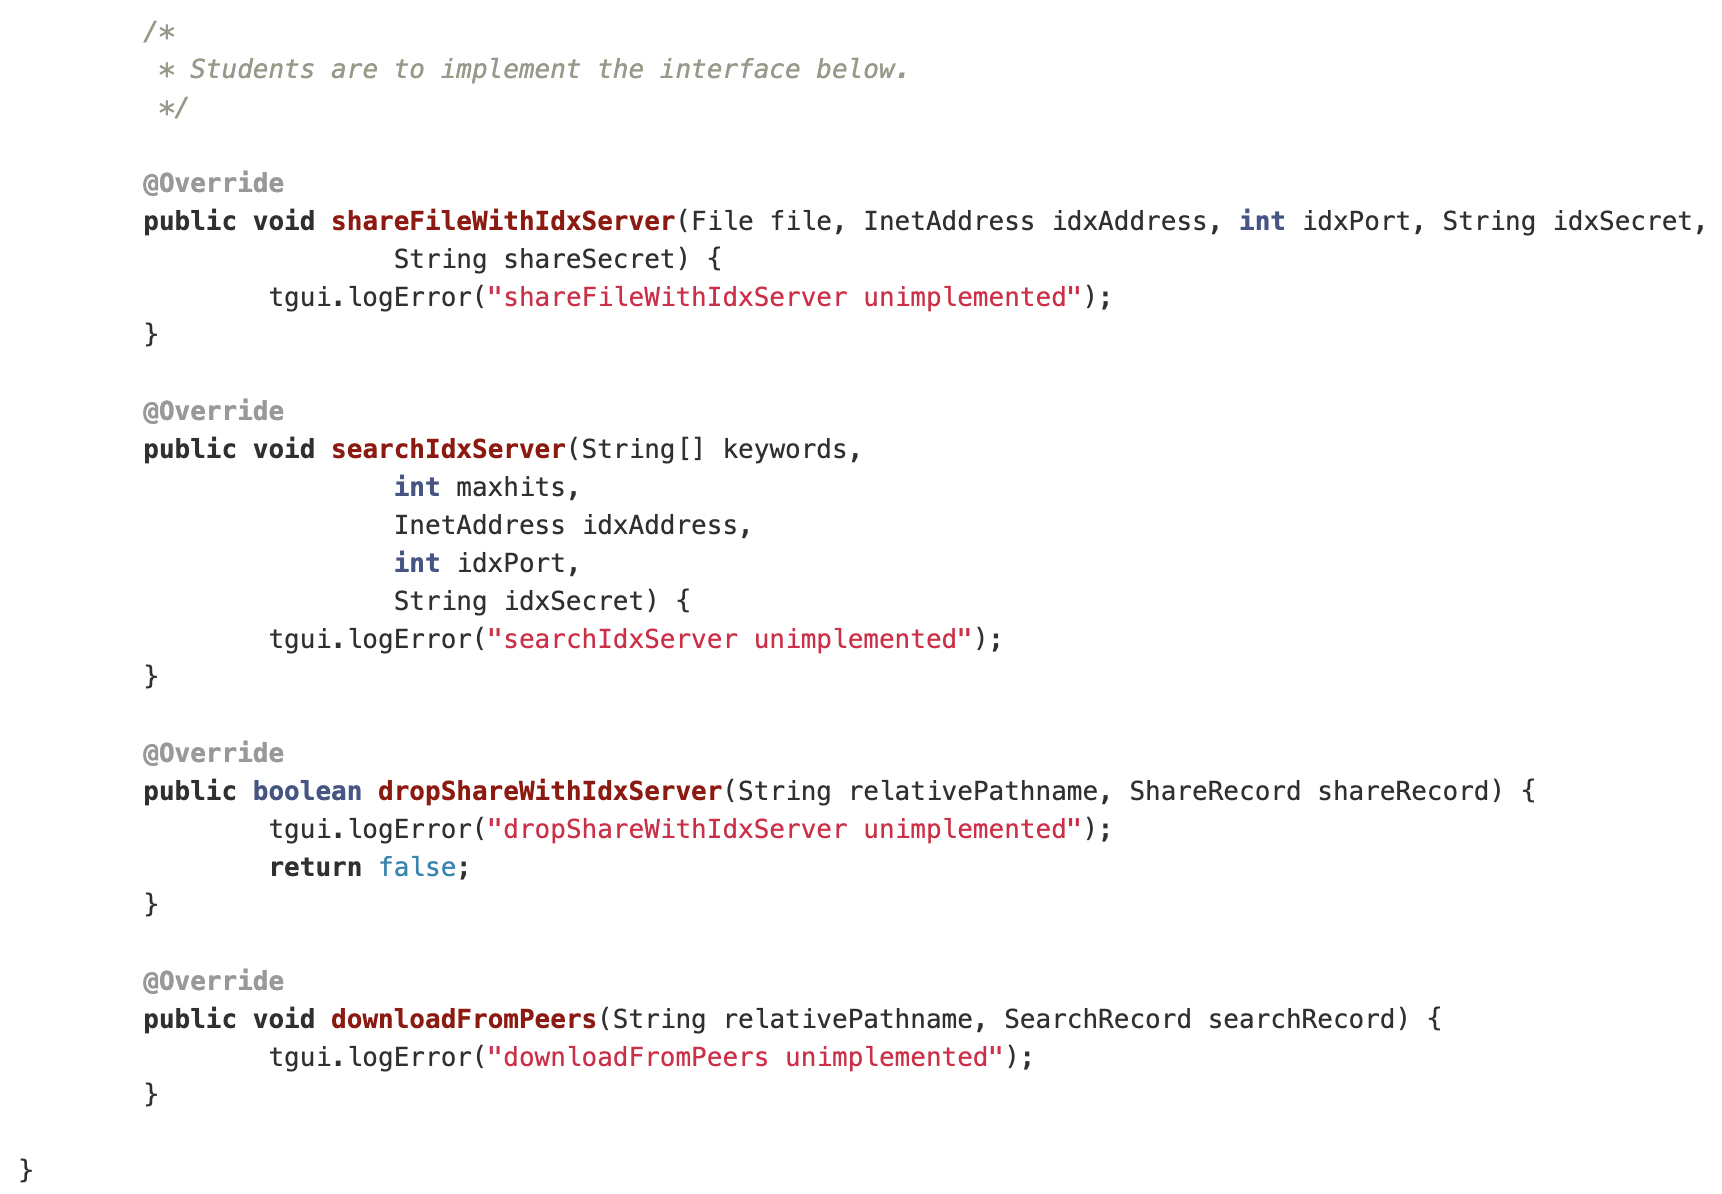 /*
 * Students are to implement the interface below.
 */

@Override
public void shareFileWithIdxServer(File file, InetAddress idxAddress, int idxPort, String idxSecret,
                String shareSecret) {
        tgui.logError("shareFileWithIdxServer unimplemented");
}

@Override
public void searchIdxServer(String[] keywords,
                int maxhits,
                InetAddress idxAddress,
                int idxPort,
                String idxSecret) {
        tgui.logError("searchIdxServer unimplemented");
}

@Override
public boolean dropShareWithIdxServer(String relativePathname, ShareRecord shareRecord) {
        tgui.logError("dropShareWithIdxServer unimplemented");
        return false;
}

@Override
public void downloadFromPeers(String relativePathname, SearchRecord searchRecord) {
        tgui.logError("downloadFromPeers unimplemented");
}

}